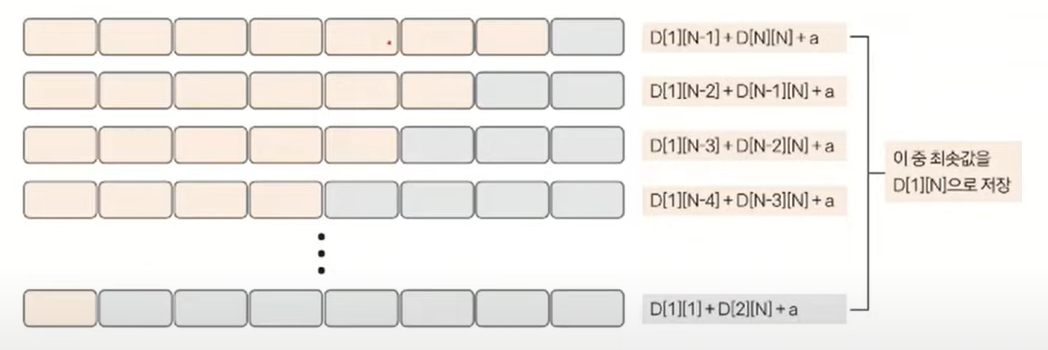 D[1][N-1] + D[N][N] + a
D[1][N-2] + D[N-1][N] + a
D[1][N-3] + D[N-2][N] + a
D[1][N-4] + D[N-3][N] + a
D[1][1] + D[2][N] + a
이 중 최솟값을
D[1][N]으로 저장